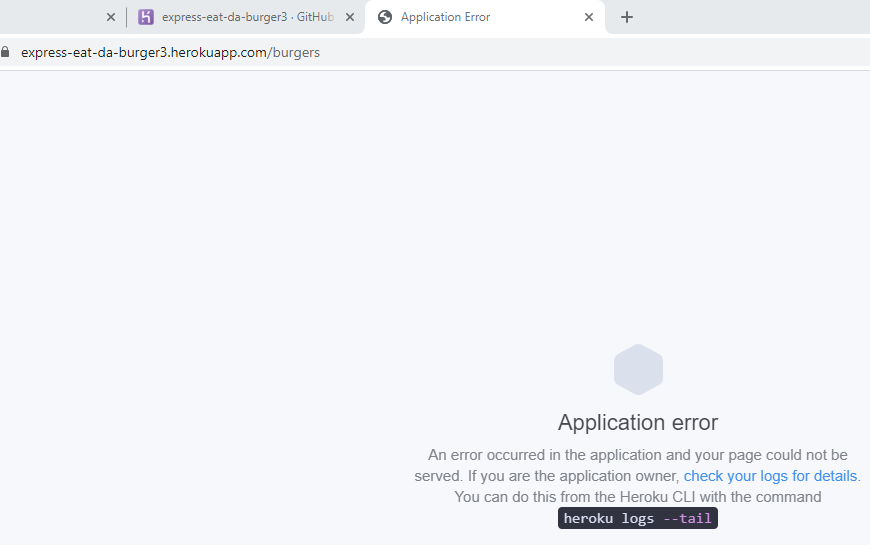 express-eat-da-burger3 · GitHub
Application Error
express-eat-da-burger3.herokuapp.com/burgers
Application error
An error occurred in the application and your page could not be
served. If you are the application owner, check your logs for details.
You can do this from the Heroku CLI with the command
heroku logs --tail